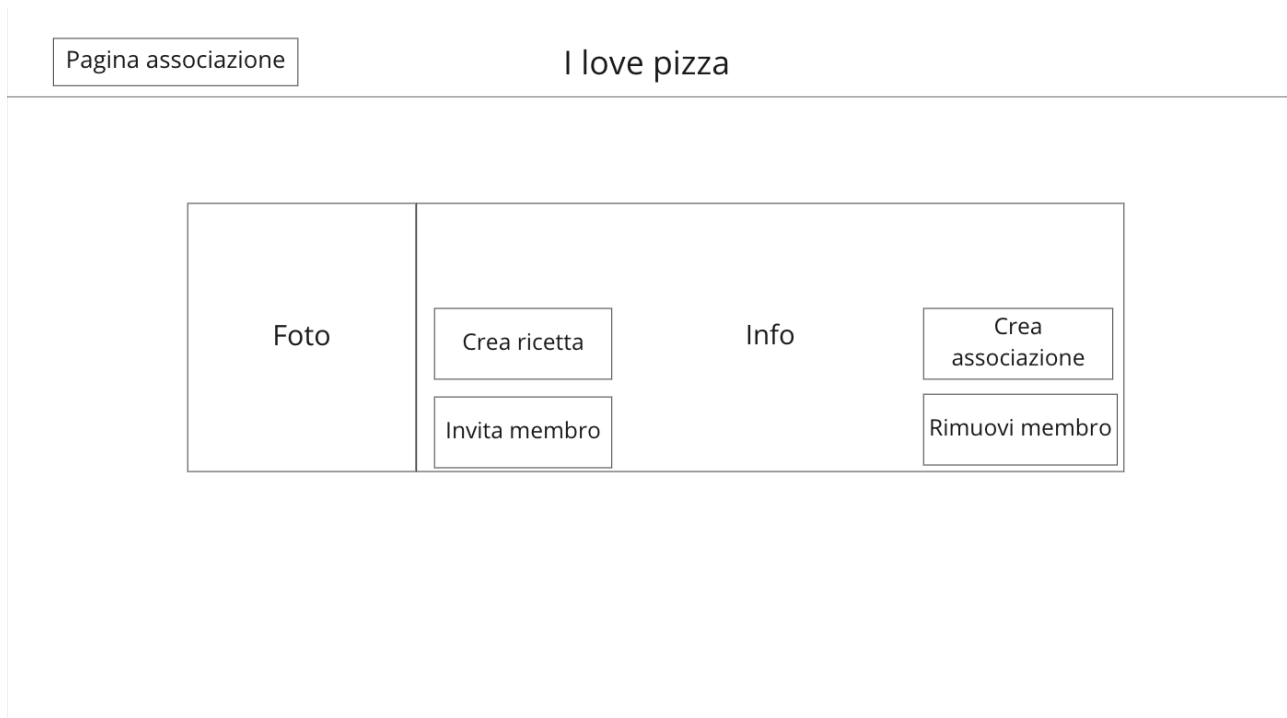 Pagina associazione
I love pizza
Foto
Crea ricetta
Invita membro
Info
Crea
associazione
Rimuovi membro